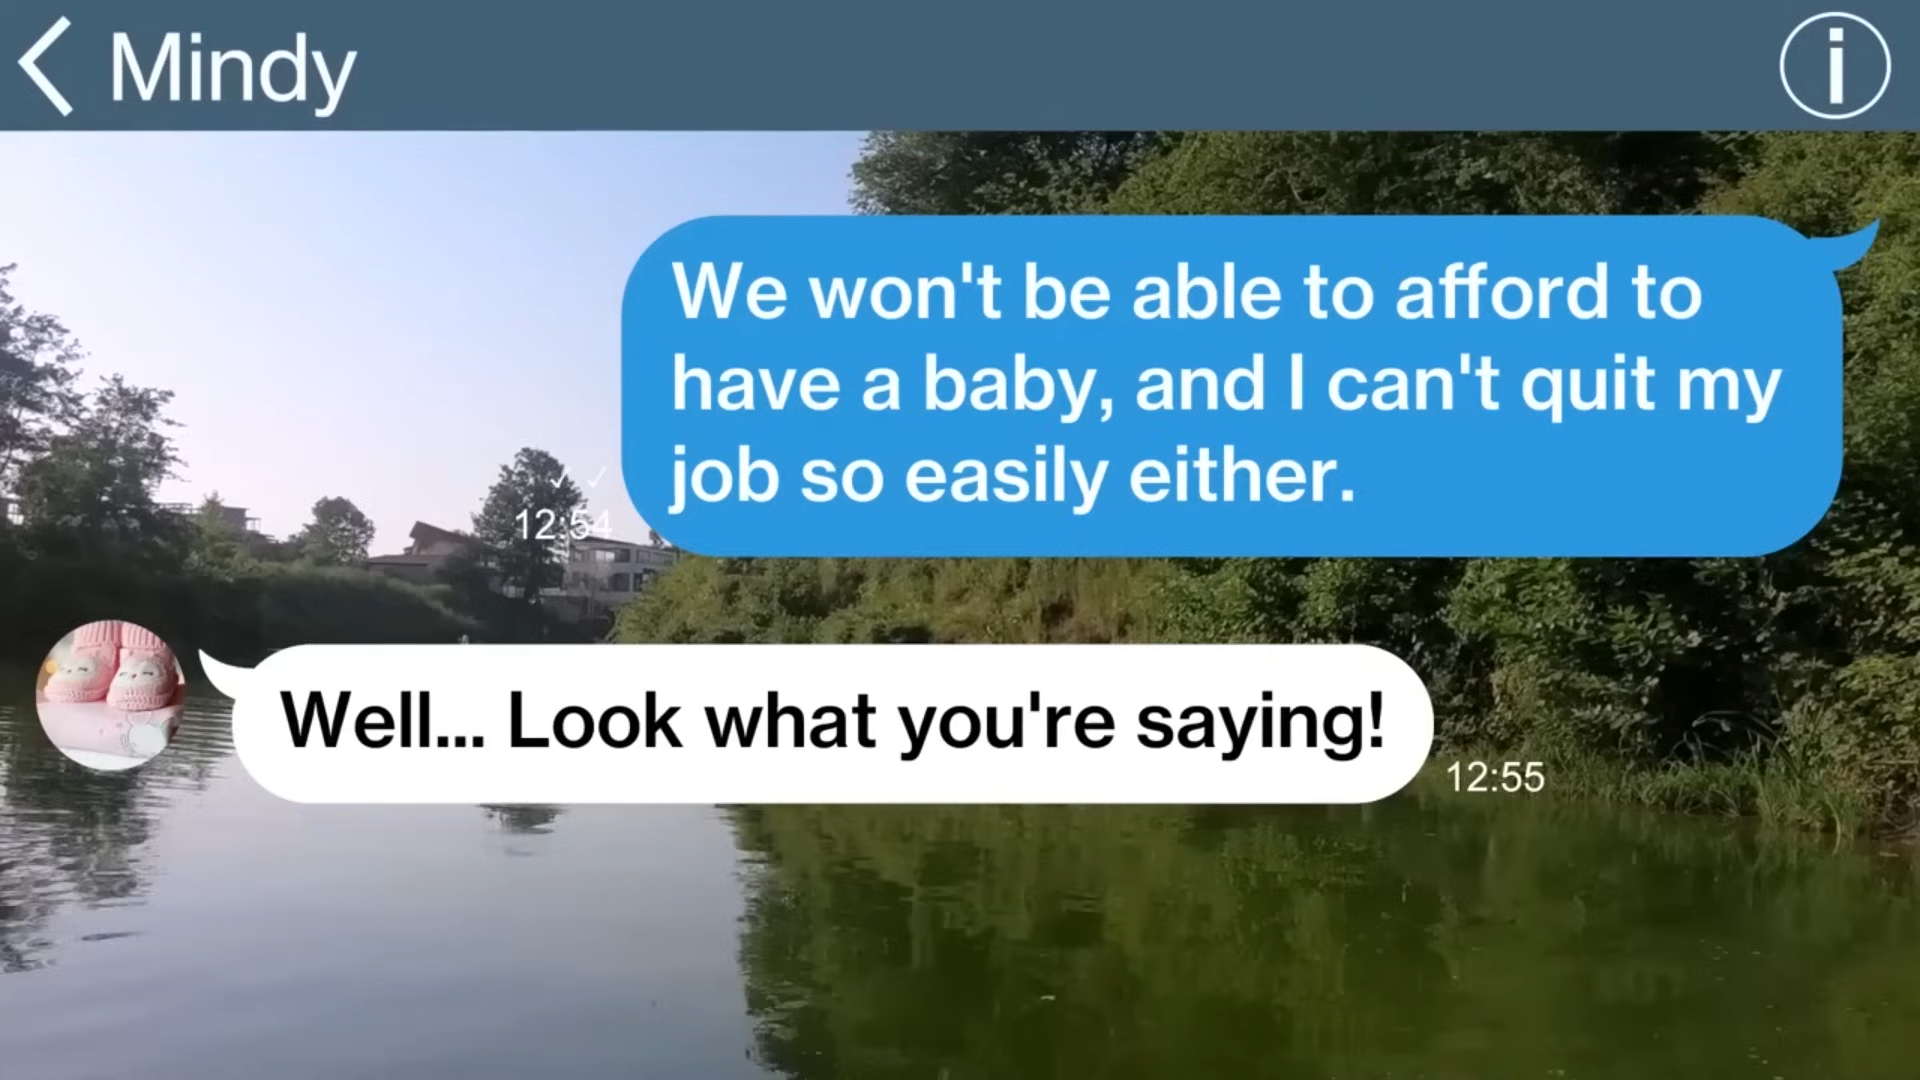 Mindy
We won't be able to afford to
have a baby, and I can't quit my
job so easily either.
12:54
Well... Look what you're saying!
12:55